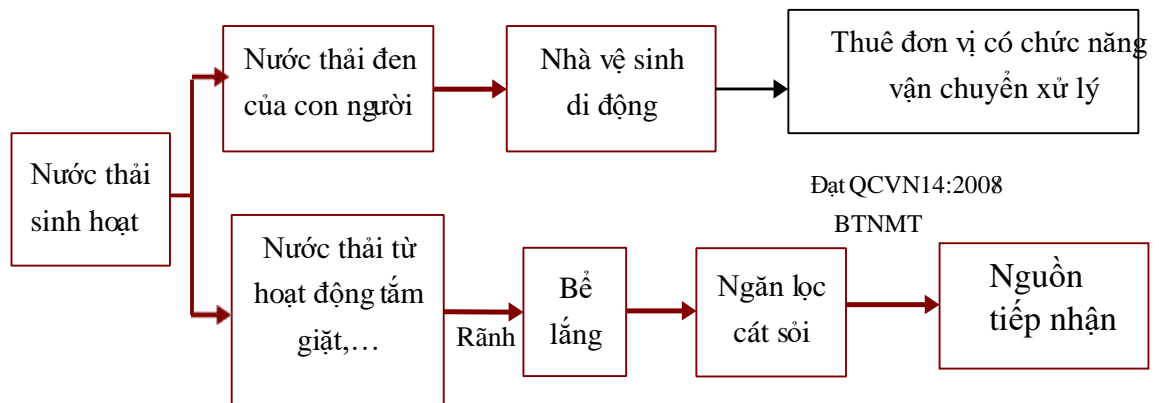 Nước thải đen
của con người
Nhà vệ sinh
di động
Thuê đơn vị có chức năng
vận chuyển xử lý
Nước thải
sinh hoạt
Đạt QCVN14:2008
BTNMT
Nước thải từ
hoạt động tắm
giặt,…
Rãnh
Bể
lắng
Ngăn lọc
cát sỏi
Nguồn
tiếp nhận